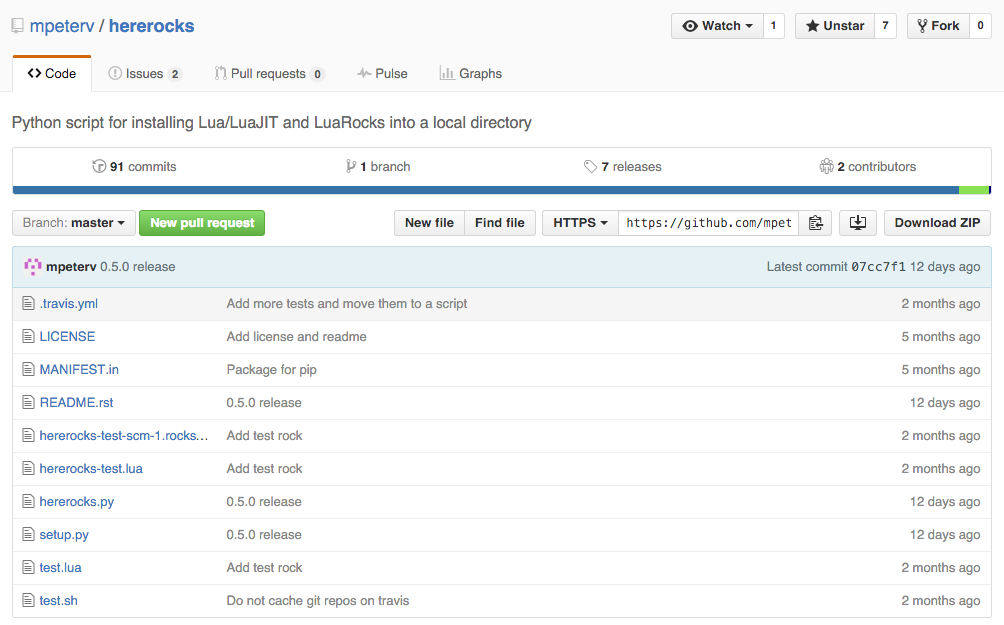 mpeterv / hererocks
Watch 1 Unstar 7 Fork 0
Code Issues 2 Pull requests 0 Pulse Graphs
Python script for installing Lua/LuaJIT and LuaRocks into a local directory
91 commits 1 branch 7 releases 2 contributors
Branch: master New pull request New file Find file HTTPS https://github.com/mpet Download ZIP
mpeterv 0.5.0 release Latest commit 07cc7f1 12 days ago
.travis.yml Add more tests and move them to a script 2 months ago
LICENSE Add license and readme 5 months ago
MANIFEST.in Package for pip 5 months ago
README.rst 0.5.0 release 12 days ago
hererocks-test-scm-1.rocks… Add test rock 2 months ago
hererocks-test.lua Add test rock 2 months ago
hererocks.py 0.5.0 release 12 days ago
setup.py 0.5.0 release 12 days ago
test.lua Add test rock 2 months ago
test.sh Do not cache git repos on travis 2 months ago